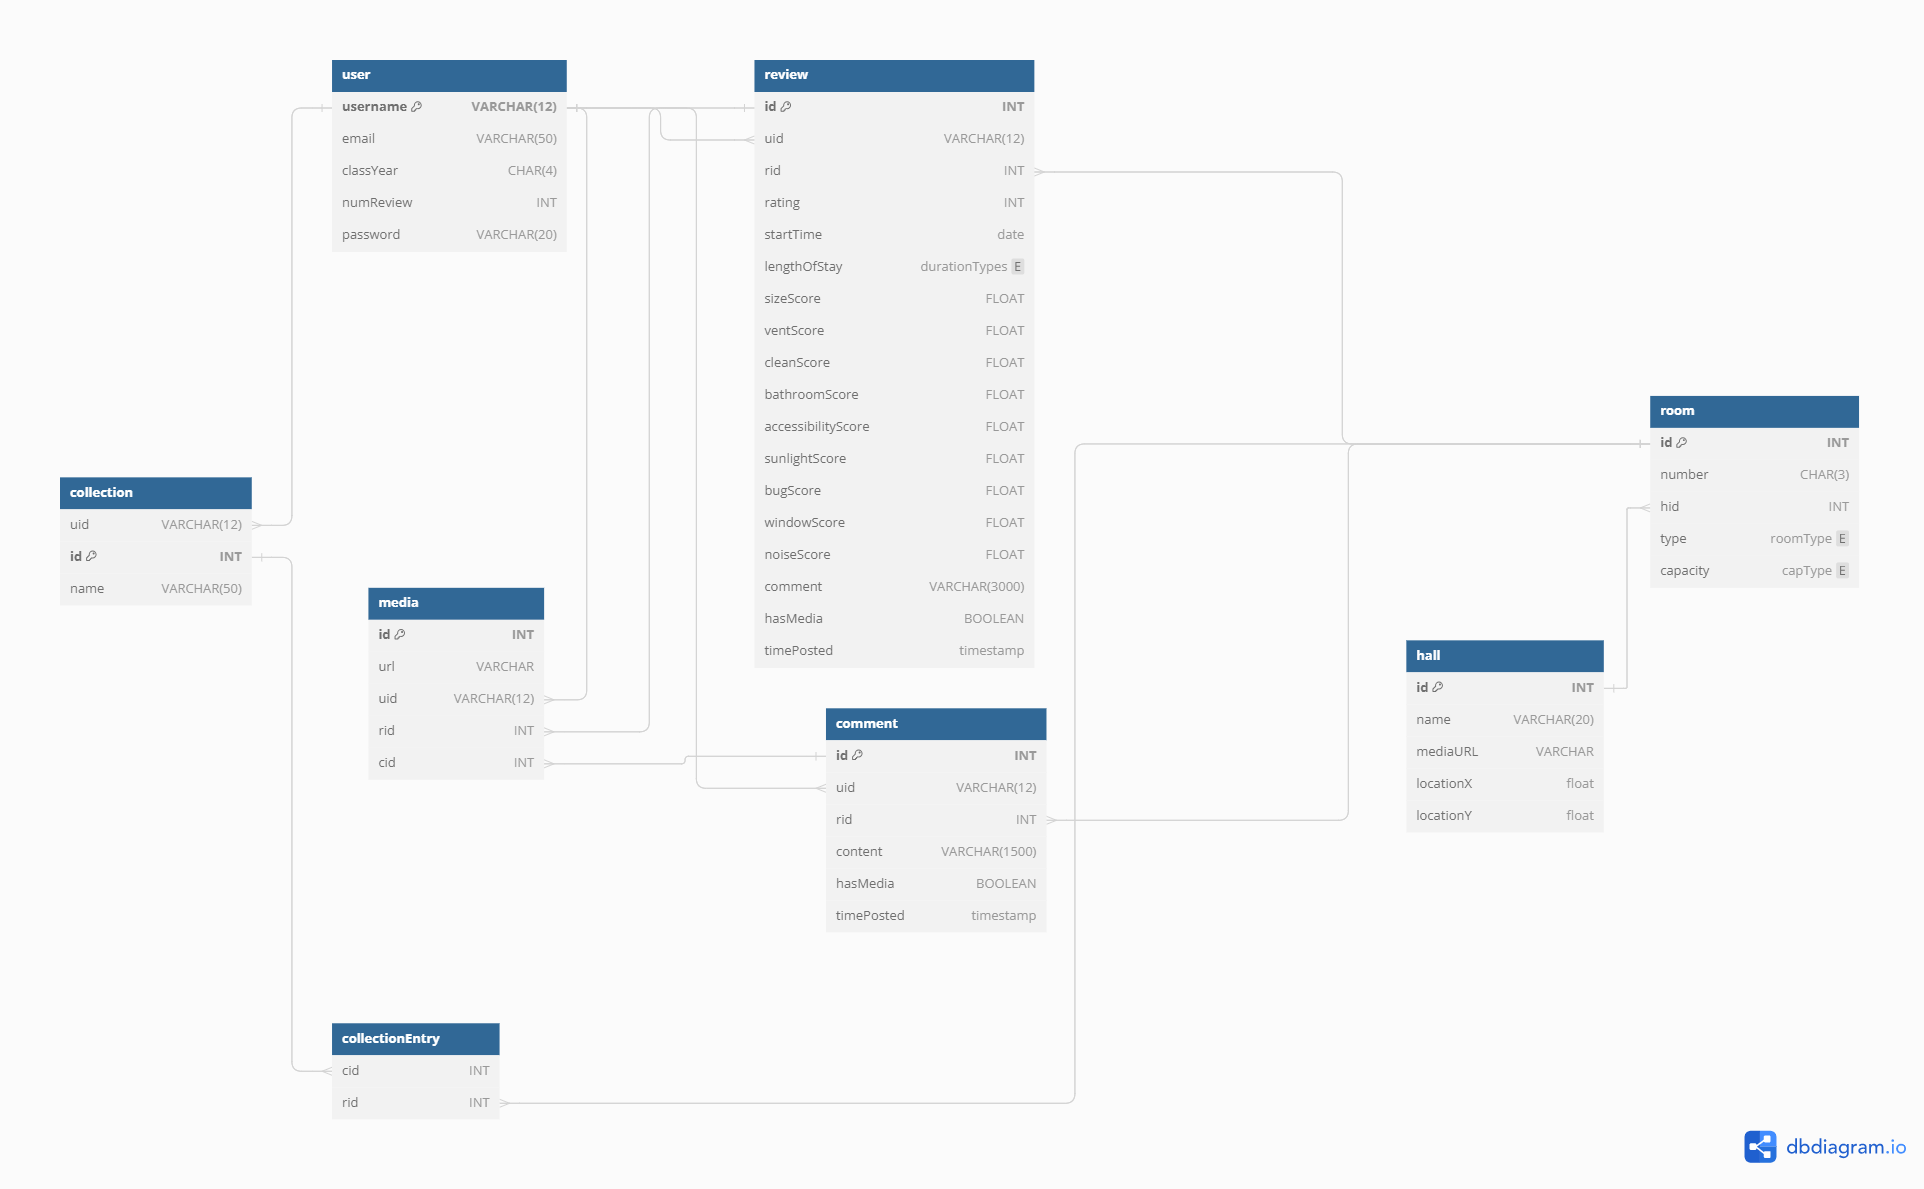 user
username VARCHAR(12)
email VARCHAR(50)
classYear CHAR(4)
numReview INT
password VARCHAR(20)
review
id INT
uid VARCHAR(12)
rid INT
rating INT
startTime date
lengthOfStay durationTypes E
sizeScore FLOAT
ventScore FLOAT
cleanScore FLOAT
bathroomScore FLOAT
accessibilityScore FLOAT
sunlightScore FLOAT
bugScore FLOAT
windowScore FLOAT
noiseScore FLOAT
comment VARCHAR(3000)
hasMedia BOOLEAN
timePosted timestamp
room
id INT
number CHAR(3)
hid INT
type roomType E
capacity capType E
collection
uid VARCHAR(12)
id INT
name VARCHAR(50)
media
id INT
url VARCHAR
uid VARCHAR(12)
rid INT
cid INT
hall
id INT
name VARCHAR(20)
mediaURL VARCHAR
locationX float
locationY float
comment
id INT
uid VARCHAR(12)
rid INT
content VARCHAR(1500)
hasMedia BOOLEAN
timePosted timestamp
collectionEntry
cid INT
rid INT
dbdiagram.io